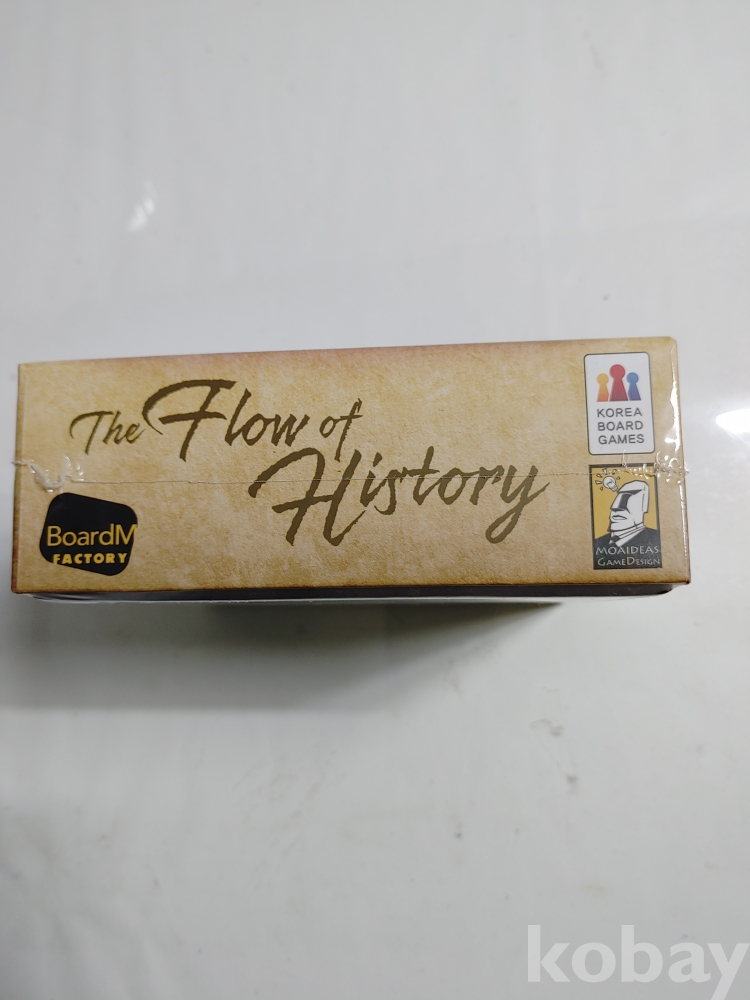 The Flow of
History
BoardM
FACTORY
KOREA
BOARD
GAMES
MOAIDEAS
GAMEDESIGN
kobay